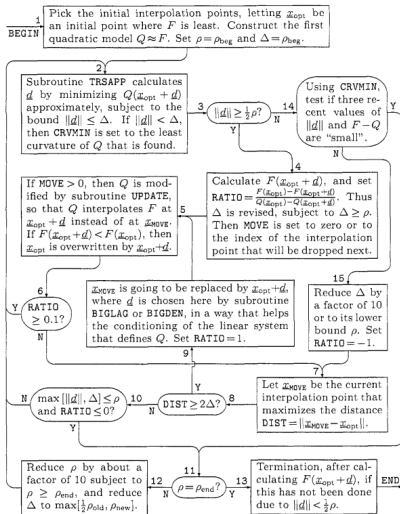 1
BEGIN
Pick the initial interpolation points, letting x_opt be
an initial point where F is least. Construct the first
quadratic model Q≈F. Set ρ=ρ_beg and Δ=ρ_beg.
2
Subroutine TRSAPP calculates
d by minimizing Q(x_opt+d)
approximately, subject to the
bound ‖d‖ ≤ Δ. If ‖d‖ < Δ,
then CRVMIN is set to the least
curvature of Q that is found.
3
‖d‖ ≥ ½ρ?
N
Y
14
Using CRVMIN,
test if three re-
cent values of
‖d‖ and F−Q
are “small”.
Y
N
4
Calculate F(x_opt + d), and set
RATIO = F(x_opt)−F(x_opt+d) / Q(x_opt)−Q(x_opt+d). Thus
Δ is revised, subject to Δ≥ρ.
Then MOVE is set to zero or to
the index of the interpolation
point that will be dropped next.
5
If MOVE>0, then Q is mod-
ified by subroutine UPDATE,
so that Q interpolates F at
x_opt+d instead of at x_MOVE.
If F(x_opt+d)<F(x_opt), then
x_opt is overwritten by x_opt+d.
6
Y
RATIO
≥ 0.1?
N
x_MOVE is going to be replaced by x_opt+d,
where d is chosen here by subroutine
BIGLAG or BIGDEN, in a way that helps
the conditioning of the linear system
that defines Q. Set RATIO=1.
9
15
Reduce Δ by a
factor of 10 or
or to its lower
bound ρ. Set
RATIO=−1.
7
Let x_MOVE be the current
interpolation point that
maximizes the distance
DIST=‖x_MOVE−x_opt‖.
8
Y
DIST≥2Δ?
N
10
N
max [‖d‖, Δ] ≤ ρ
and RATIO≤0?
Y
11
ρ=ρ_end?
12
N
Reduce ρ by about a
factor of 10 subject to
ρ ≥ ρ_end, and reduce
Δ to max[½ρ_old, ρ_new].
13
Y
Termination, after cal-
culating F(x_opt+d), if
this has not been done
due to ‖d‖<½ρ.
END